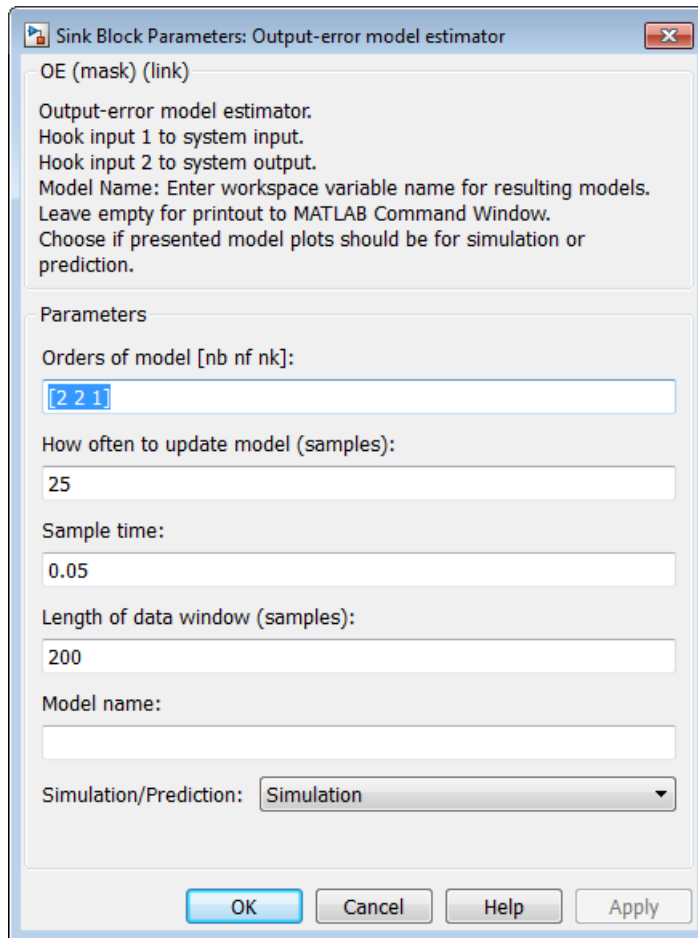 Sink Block Parameters: Output-error model estimator
OE (mask) (link)
Output-error model estimator.
Hook input 1 to system input.
Hook input 2 to system output.
Model Name: Enter workspace variable name for resulting models.
Leave empty for printout to MATLAB Command Window.
Choose if presented model plots should be for simulation or
prediction.
Parameters
Orders of model [nb nf nk]:
[2 2 1]
How often to update model (samples):
25
Sample time:
0.05
Length of data window (samples):
200
Model name:
Simulation/Prediction: Simulation
OK Cancel Help Apply